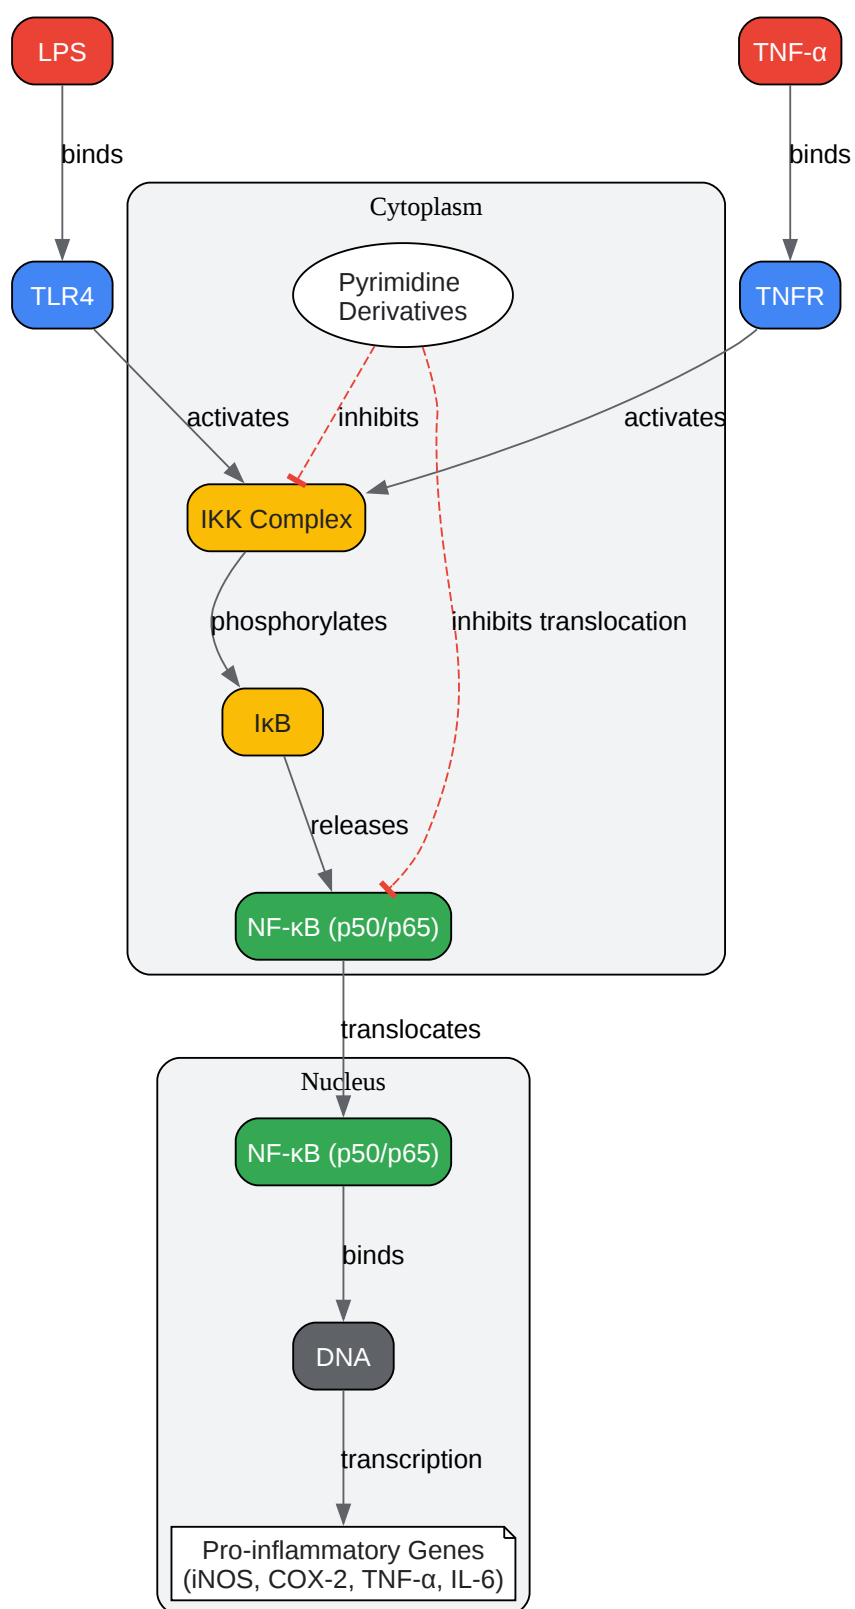 LPS
TNF-α
binds
binds
Cytoplasm
Pyrimidine
Derivatives
TLR4
TNFR
activates
inhibits
activates
IKK Complex
phosphorylates
inhibits translocation
IκB
releases
NF-κB (p50/p65)
translocates
Nucleus
NF-κB (p50/p65)
binds
DNA
transcription
Pro-inflammatory Genes
(iNOS, COX-2, TNF-α, IL-6)